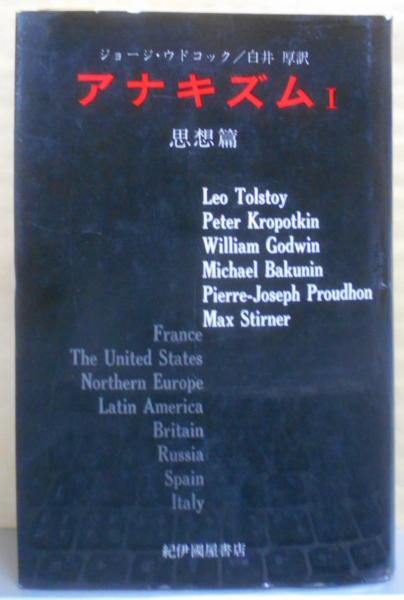 ジョージ・ウドコック/白井 厚訳
アナキズム I
思想篇
Leo Tolstoy
Peter Kropotkin
William Godwin
Michael Bakunin
Pierre-Joseph Proudhon
Max Stirner
France
The United States
Northern Europe
Latin America
Britain
Russia
Spain
Italy
紀伊國屋書店